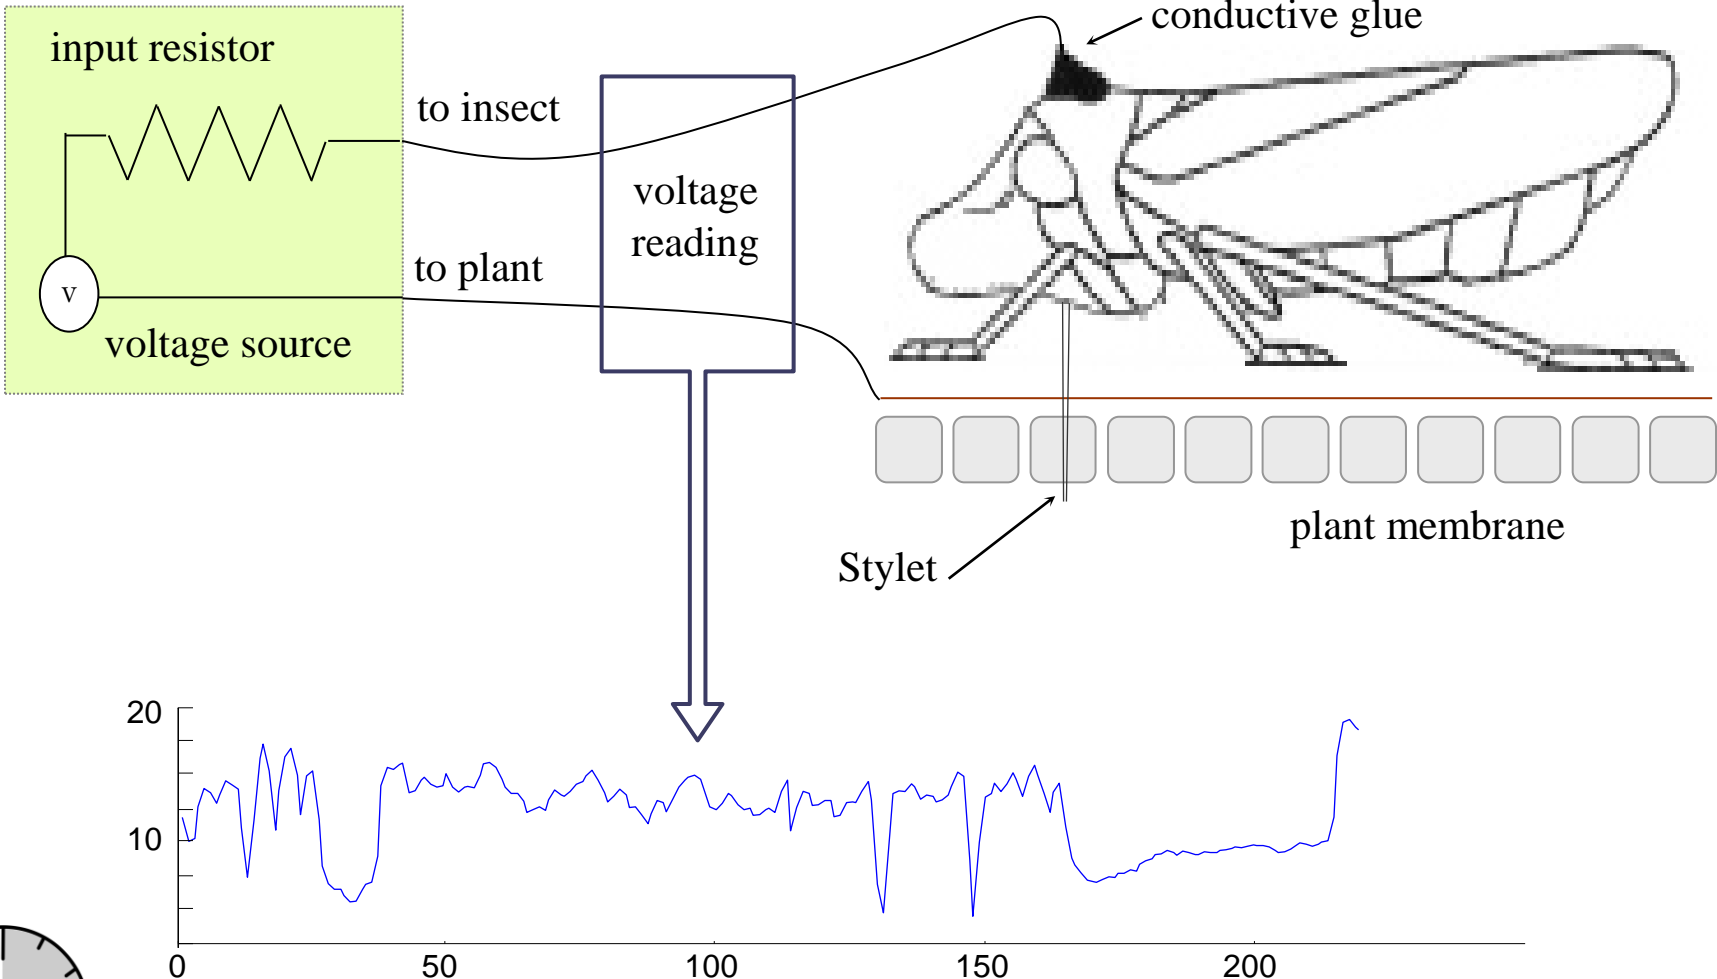 conductive glue
input resistor
to insect
voltage
reading
to plant
v
voltage source
plant membrane
Stylet
20
10
0
50
100
150
200